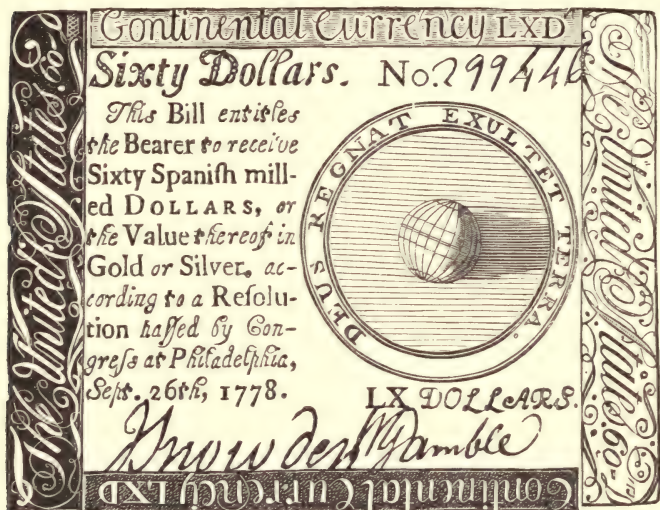 Continental Currency LXD
Sixty Dollars. No. 299446
This Bill entitles
the Bearer to receive
Sixty Spaniſh mill-
ed DOLLARS, or
the Value thereof in
Gold or Silver, ac-
cording to a Reſolu-
tion paſſed by Con-
greſs at Philadelphia,
Sept. 26th, 1778.
DEUS REGNAT EXULTET TERRA.
LX DOLLARS.
Snowden Gamble
Continental Currency LXD
The United States. 60
The United States. 60